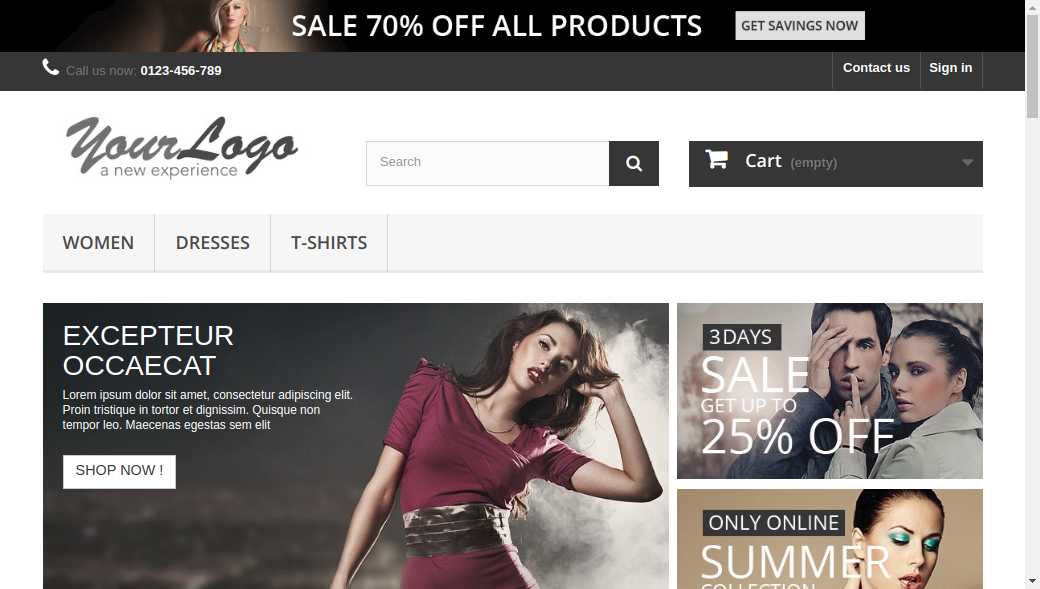 SALE 70% OFF ALL PRODUCTS
GET SAVINGS NOW
Call us now: 0123-456-789
Contact us
Sign in
YourLogo
a new experience
Search
Cart (empty)
WOMEN
DRESSES
T-SHIRTS
EXCEPTEUR
OCCAECAT
Lorem ipsum dolor sit amet, consectetur adipiscing elit.
Proin tristique in tortor et dignissim. Quisque non
tempor leo. Maecenas egestas sem elit
SHOP NOW !
3 DAYS
SALE
GET UP TO
25% OFF
ONLY ONLINE
SUMMER
COLLECTION